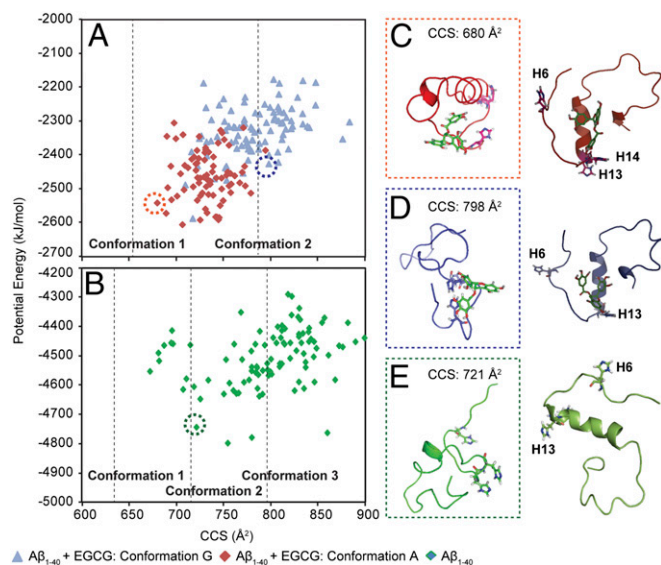 A
-2000
-2100
-2200
-2300
-2400
-2500
-2600
-2700
Conformation 1
Conformation 2
Potential Energy (kJ/mol)
B
-4200
-4300
-4400
-4500
-4600
-4700
-4800
-4900
-5000
Conformation 1
Conformation 3
Conformation 2
600
650
700
750
800
850
900
CCS (Å²)
C
CCS: 680 Å²
H6
H14
H13
D
CCS: 798 Å²
H6
H13
E
CCS: 721 Å²
H6
H13
Aβ₁₋₄₀ + EGCG: Conformation G
Aβ₁₋₄₀ + EGCG: Conformation A
Aβ₁₋₄₀